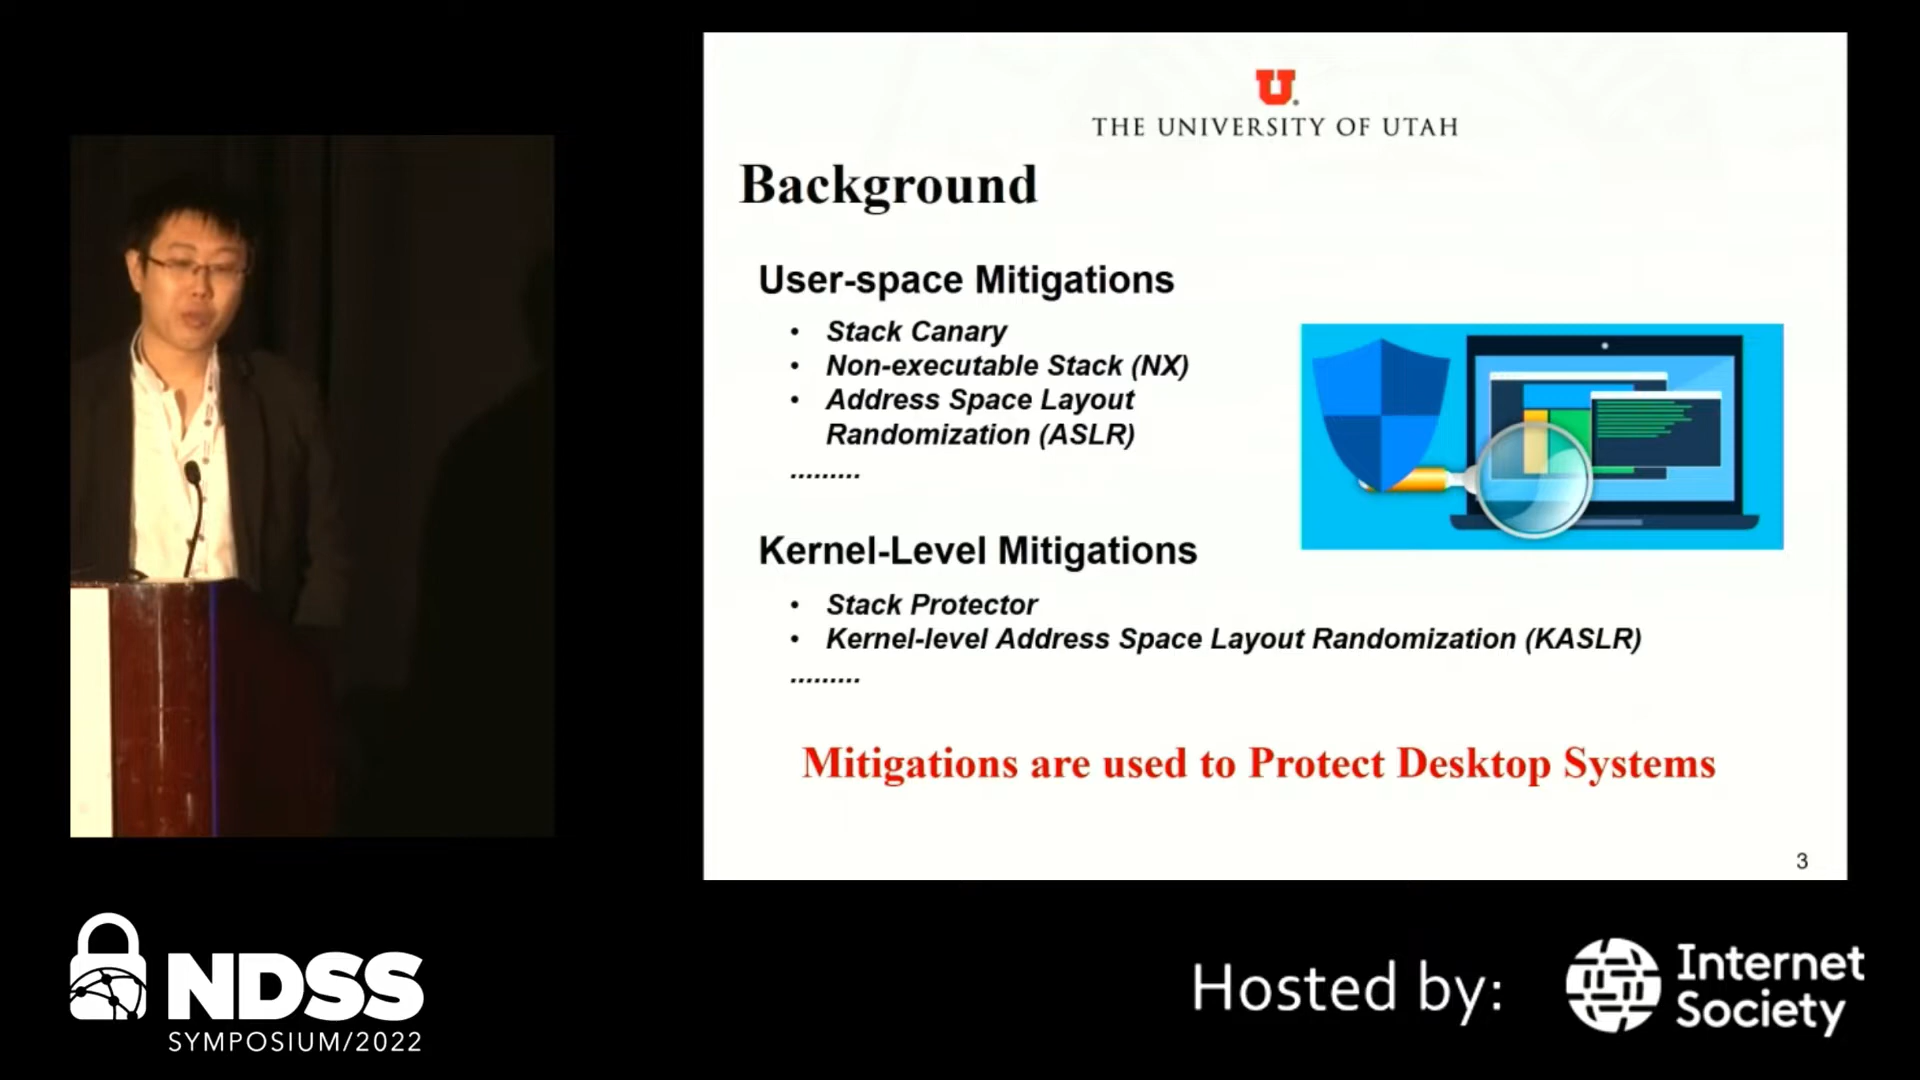 U.
THE UNIVERSITY OF UTAH
Background
User-space Mitigations
• Stack Canary
• Non-executable Stack (NX)
• Address Space Layout
Randomization (ASLR)
.........
Kernel-Level Mitigations
• Stack Protector
• Kernel-level Address Space Layout Randomization (KASLR)
.........
Mitigations are used to Protect Desktop Systems
3
NDSS
SYMPOSIUM/2022
Hosted by:
Internet
Society